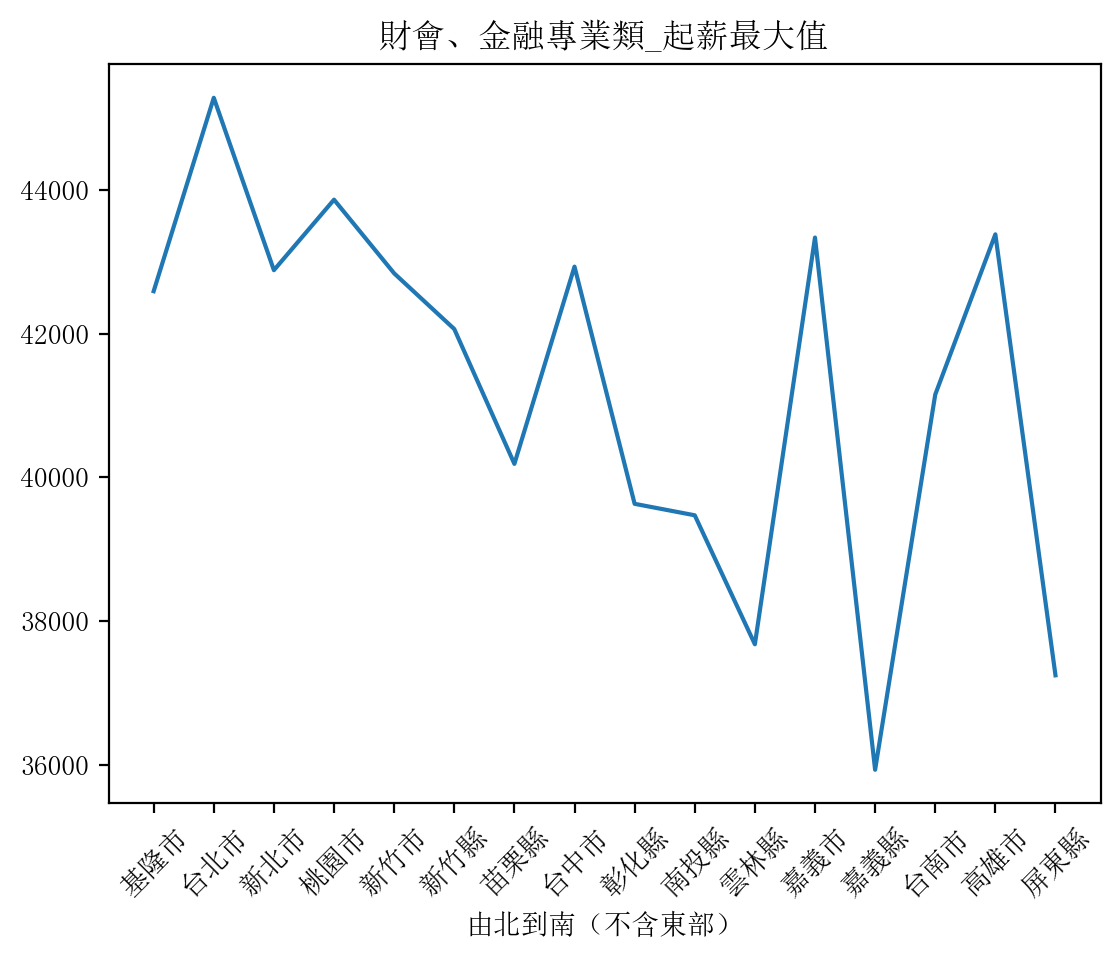 財會、金融專業類_起薪最大值
44000
42000
40000
38000
36000
基隆市
台北市
新北市
桃園市
新竹市
新竹縣
苗栗縣
台中市
彰化縣
南投縣
雲林縣
嘉義市
嘉義縣
台南市
高雄市
屏東縣
由北到南（不含東部）